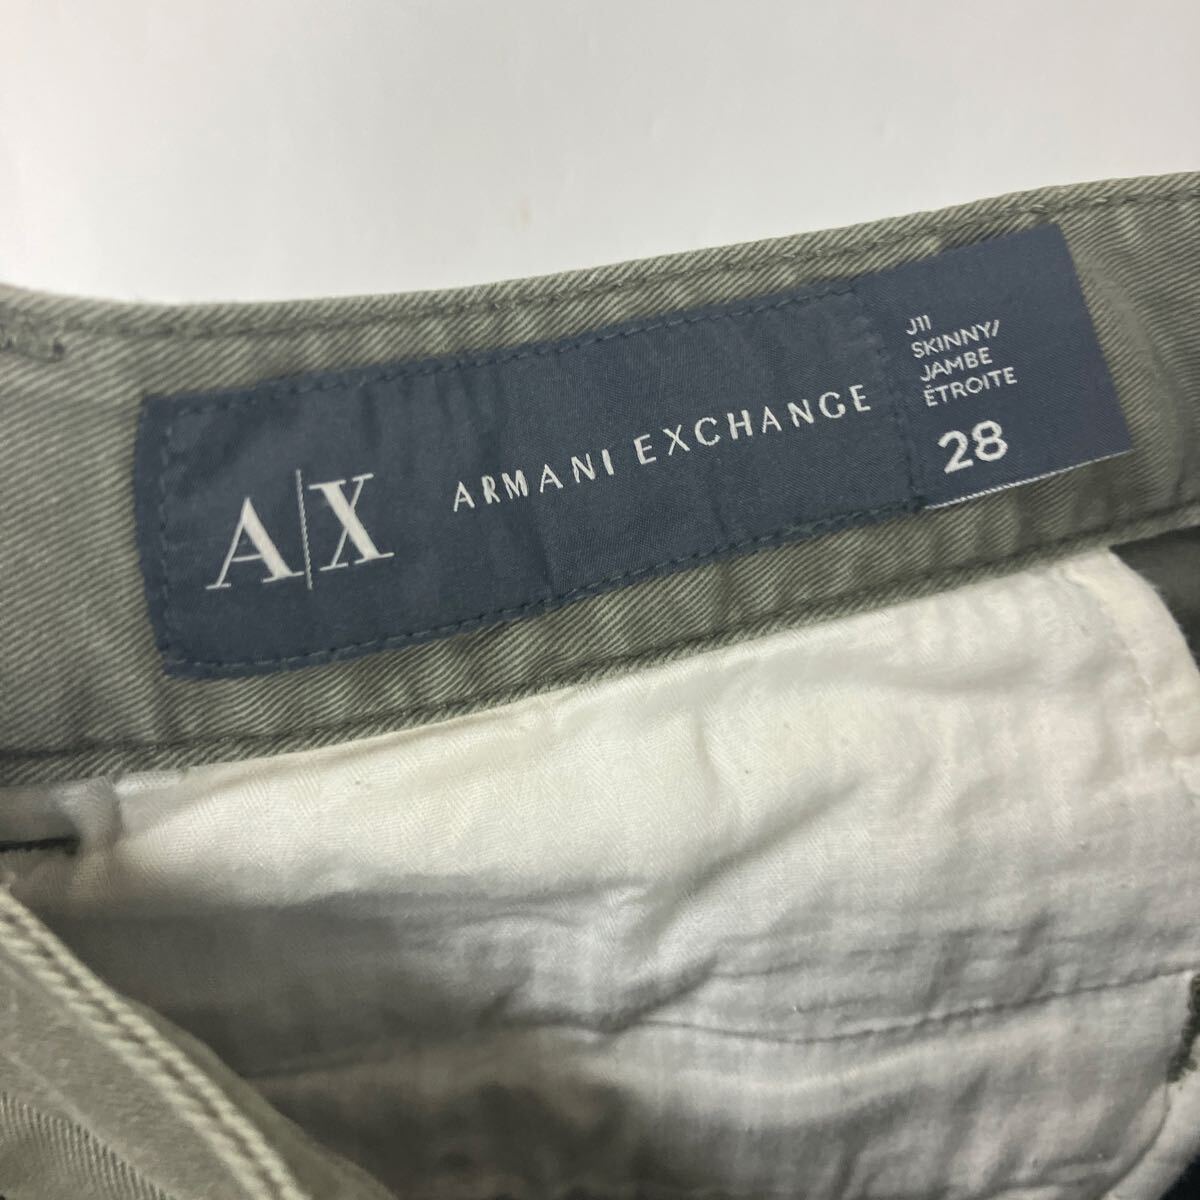 A|X ARMANI EXCHANGE
J11
SKINNY/
JAMBE
ÉTROITE
28